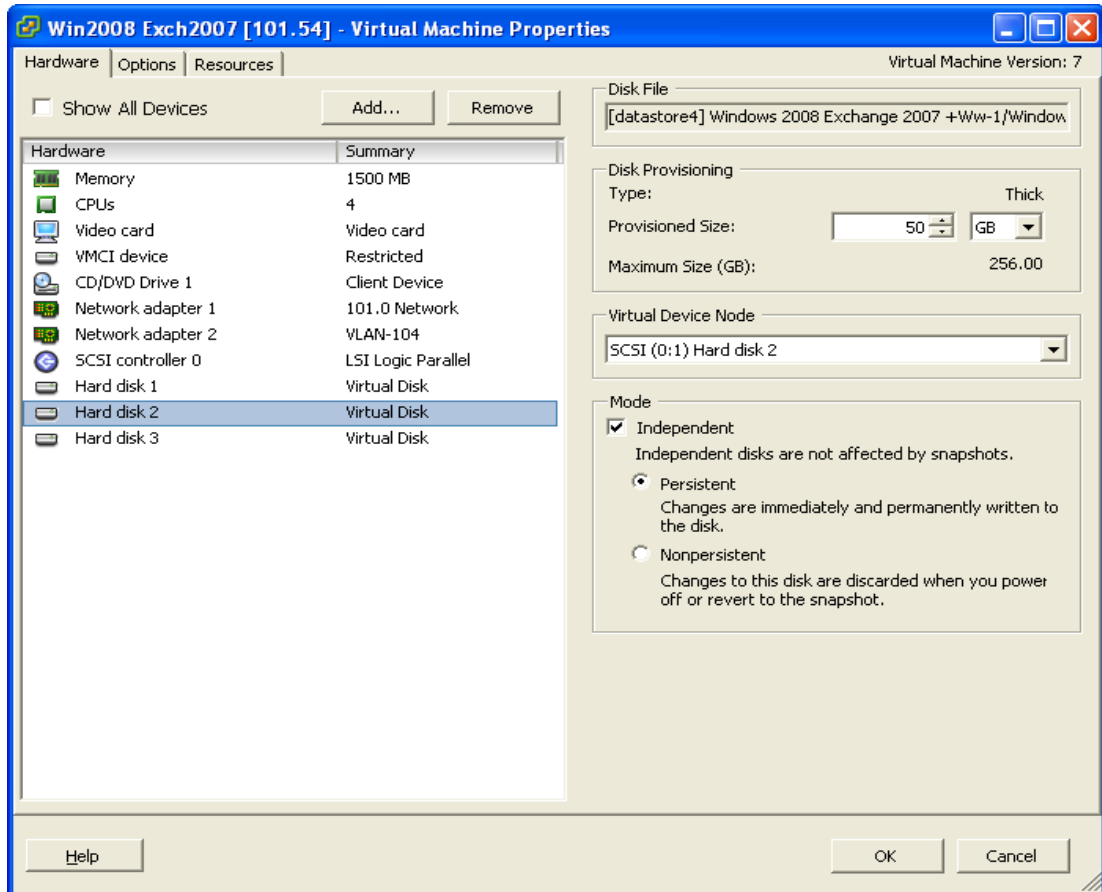 Win2008 Exch2007 [101.54] - Virtual Machine Properties
Hardware Options Resources Virtual Machine Version: 7
Show All Devices Add... Remove
Hardware Summary
Memory 1500 MB
CPUs 4
Video card Video card
VMCI device Restricted
CD/DVD Drive 1 Client Device
Network adapter 1 101.0 Network
Network adapter 2 VLAN-104
SCSI controller 0 LSI Logic Parallel
Hard disk 1 Virtual Disk
Hard disk 2 Virtual Disk
Hard disk 3 Virtual Disk
Disk File
[datastore4] Windows 2008 Exchange 2007 +Ww-1/Window
Disk Provisioning
Type: Thick
Provisioned Size: 50 GB
Maximum Size (GB): 256.00
Virtual Device Node
SCSI (0:1) Hard disk 2
Mode
Independent
Independent disks are not affected by snapshots.
Persistent
Changes are immediately and permanently written to
the disk.
Nonpersistent
Changes to this disk are discarded when you power
off or revert to the snapshot.
Help OK Cancel